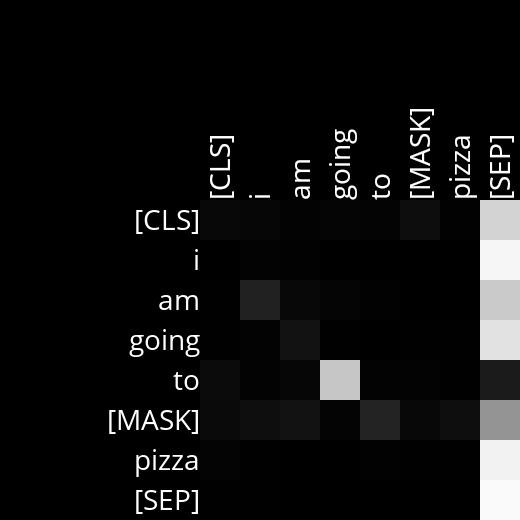 [CLS] i am going to [MASK] pizza [SEP]
[CLS]
i
am
going
to
[MASK]
pizza
[SEP]